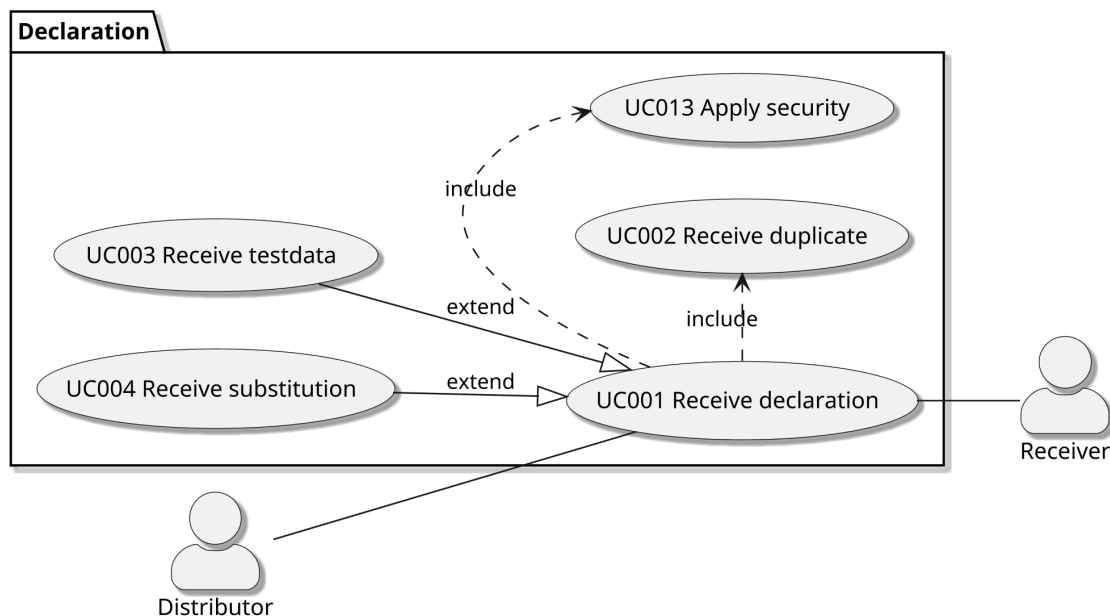 Declaration
UC013 Apply security
include
UC002 Receive duplicate
UC003 Receive testdata
extend
include
UC004 Receive substitution
extend
UC001 Receive declaration
Receiver
Distributor